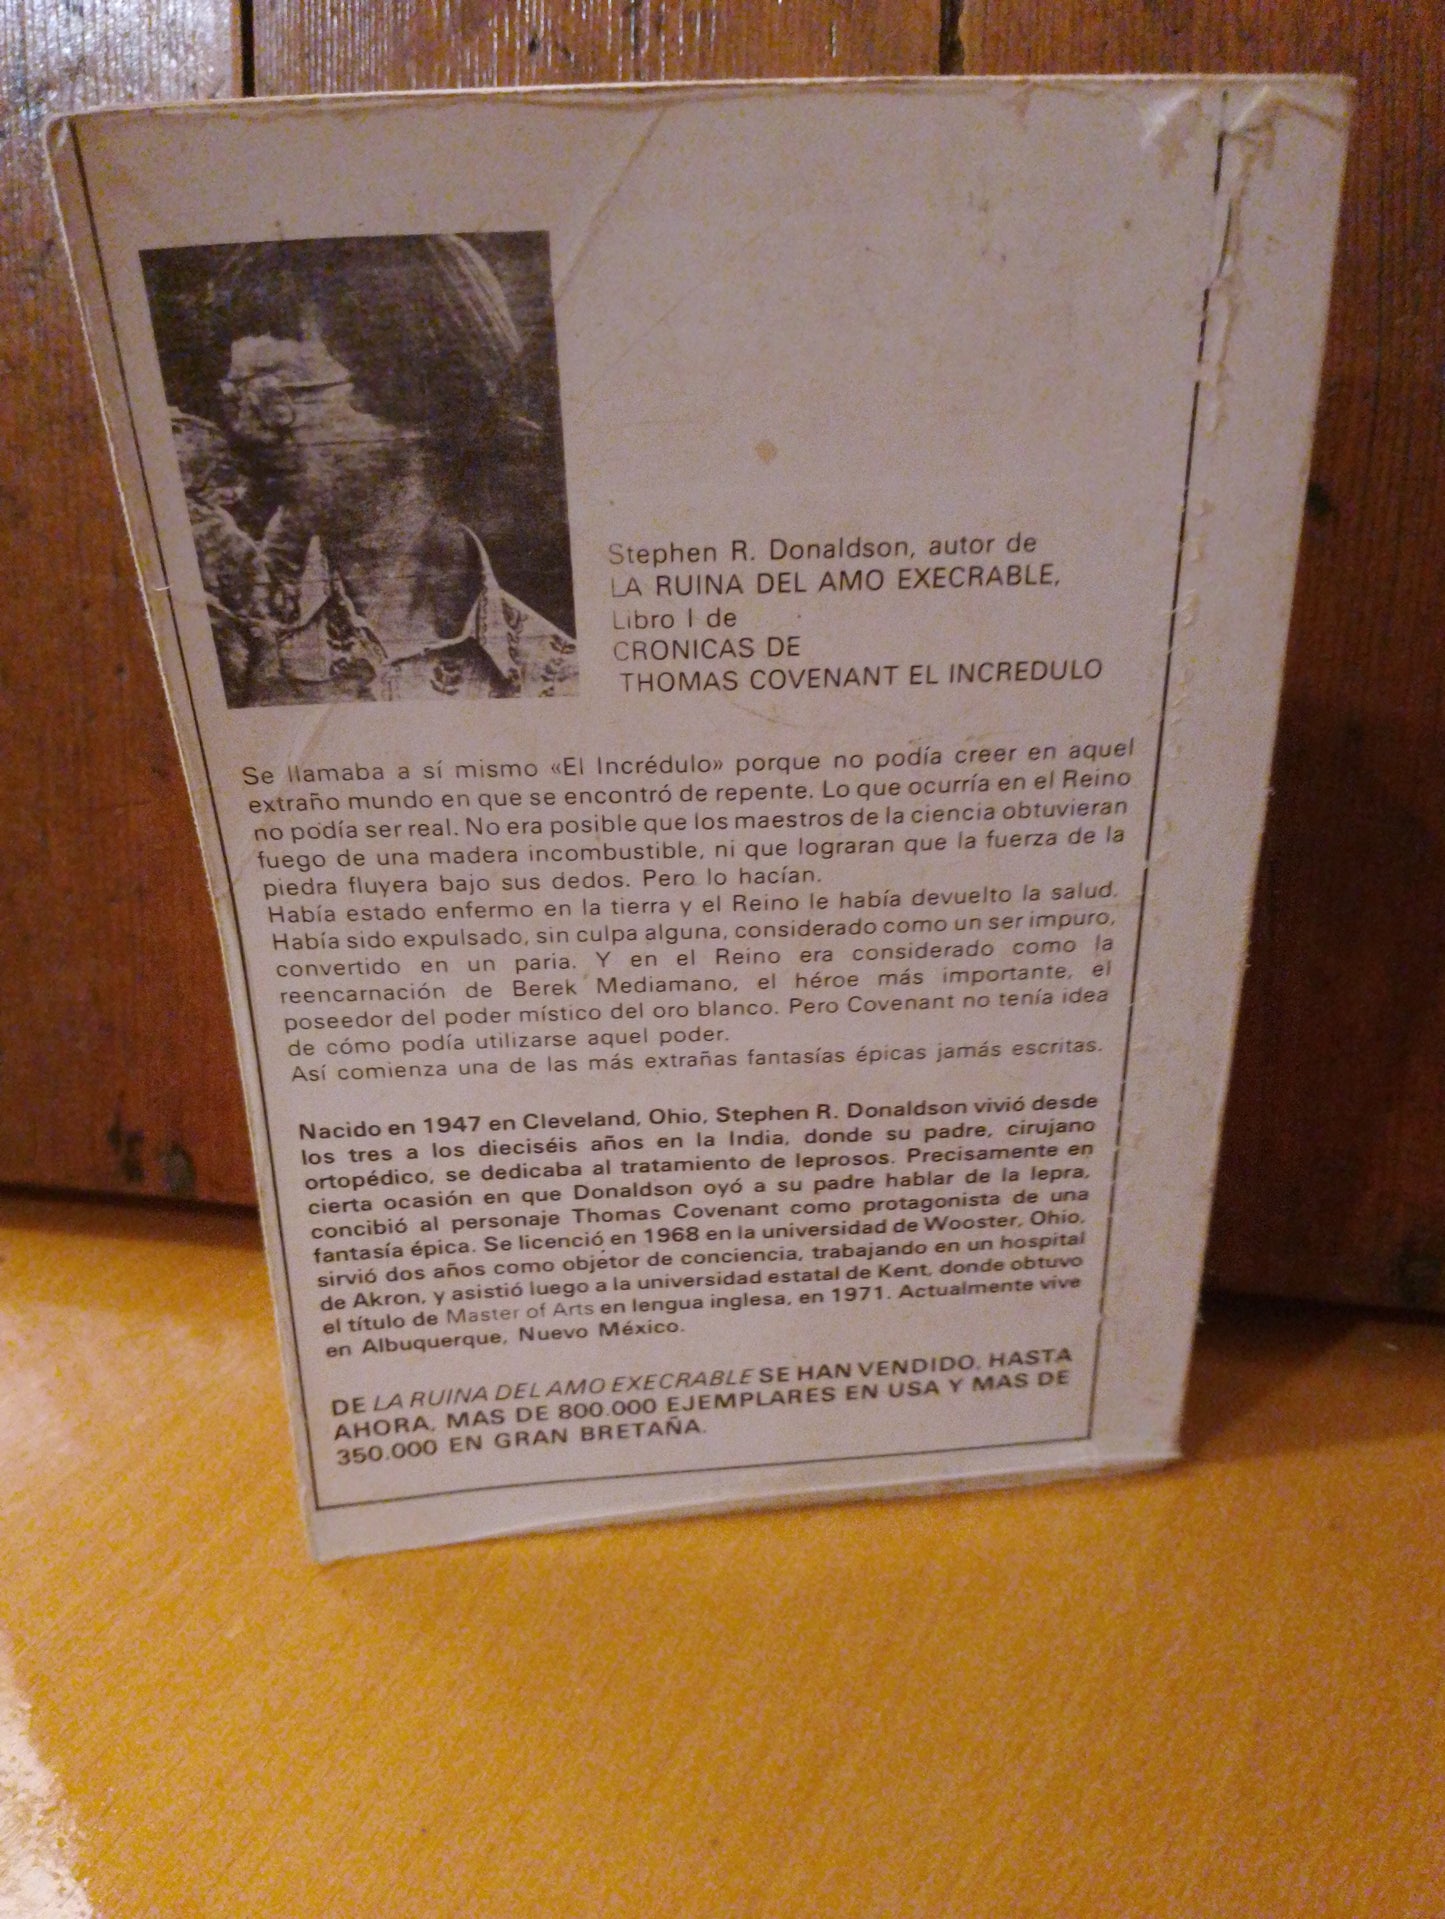 Stephen R. Donaldson, autor de
LA RUINA DEL AMO EXECRABLE,
Libro I de
CRONICAS DE
THOMAS COVENANT EL INCREDULO
Se llamaba a sí mismo «El Incrédulo» porque no podía creer en aquel
extraño mundo en que se encontró de repente. Lo que ocurría en el Reino
no podía ser real. No era posible que los maestros de la ciencia obtuvieran
fuego de una madera incombustible, ni que lograran que la fuerza de la
piedra fluyera bajo sus dedos. Pero lo hacían.
Había estado enfermo en la tierra y el Reino le había devuelto la salud.
Había sido expulsado, sin culpa alguna, considerado como un ser impuro,
convertido en un paria. Y en el Reino era considerado como la
reencarnación de Berek Mediamano, el héroe más importante, el
poseedor del poder místico del oro blanco. Pero Covenant no tenía idea
de cómo podía utilizarse aquel poder.
Así comienza una de las más extrañas fantasías épicas jamás escritas.
Nacido en 1947 en Cleveland, Ohio, Stephen R. Donaldson vivió desde
los tres a los dieciséis años en la India, donde su padre, cirujano
ortopédico, se dedicaba al tratamiento de leprosos. Precisamente en
cierta ocasión en que Donaldson oyó a su padre hablar de la lepra,
concibió al personaje Thomas Covenant como protagonista de una
fantasía épica. Se licenció en 1968 en la universidad de Wooster, Ohio,
sirvió dos años como objetor de conciencia, trabajando en un hospital
de Akron, y asistió luego a la universidad estatal de Kent, donde obtuvo
el título de Master of Arts en lengua inglesa, en 1971. Actualmente vive
en Albuquerque, Nuevo México.
DE LA RUINA DEL AMO EXECRABLE SE HAN VENDIDO, HASTA
AHORA, MAS DE 800.000 EJEMPLARES EN USA Y MAS DE
350.000 EN GRAN BRETAÑA.